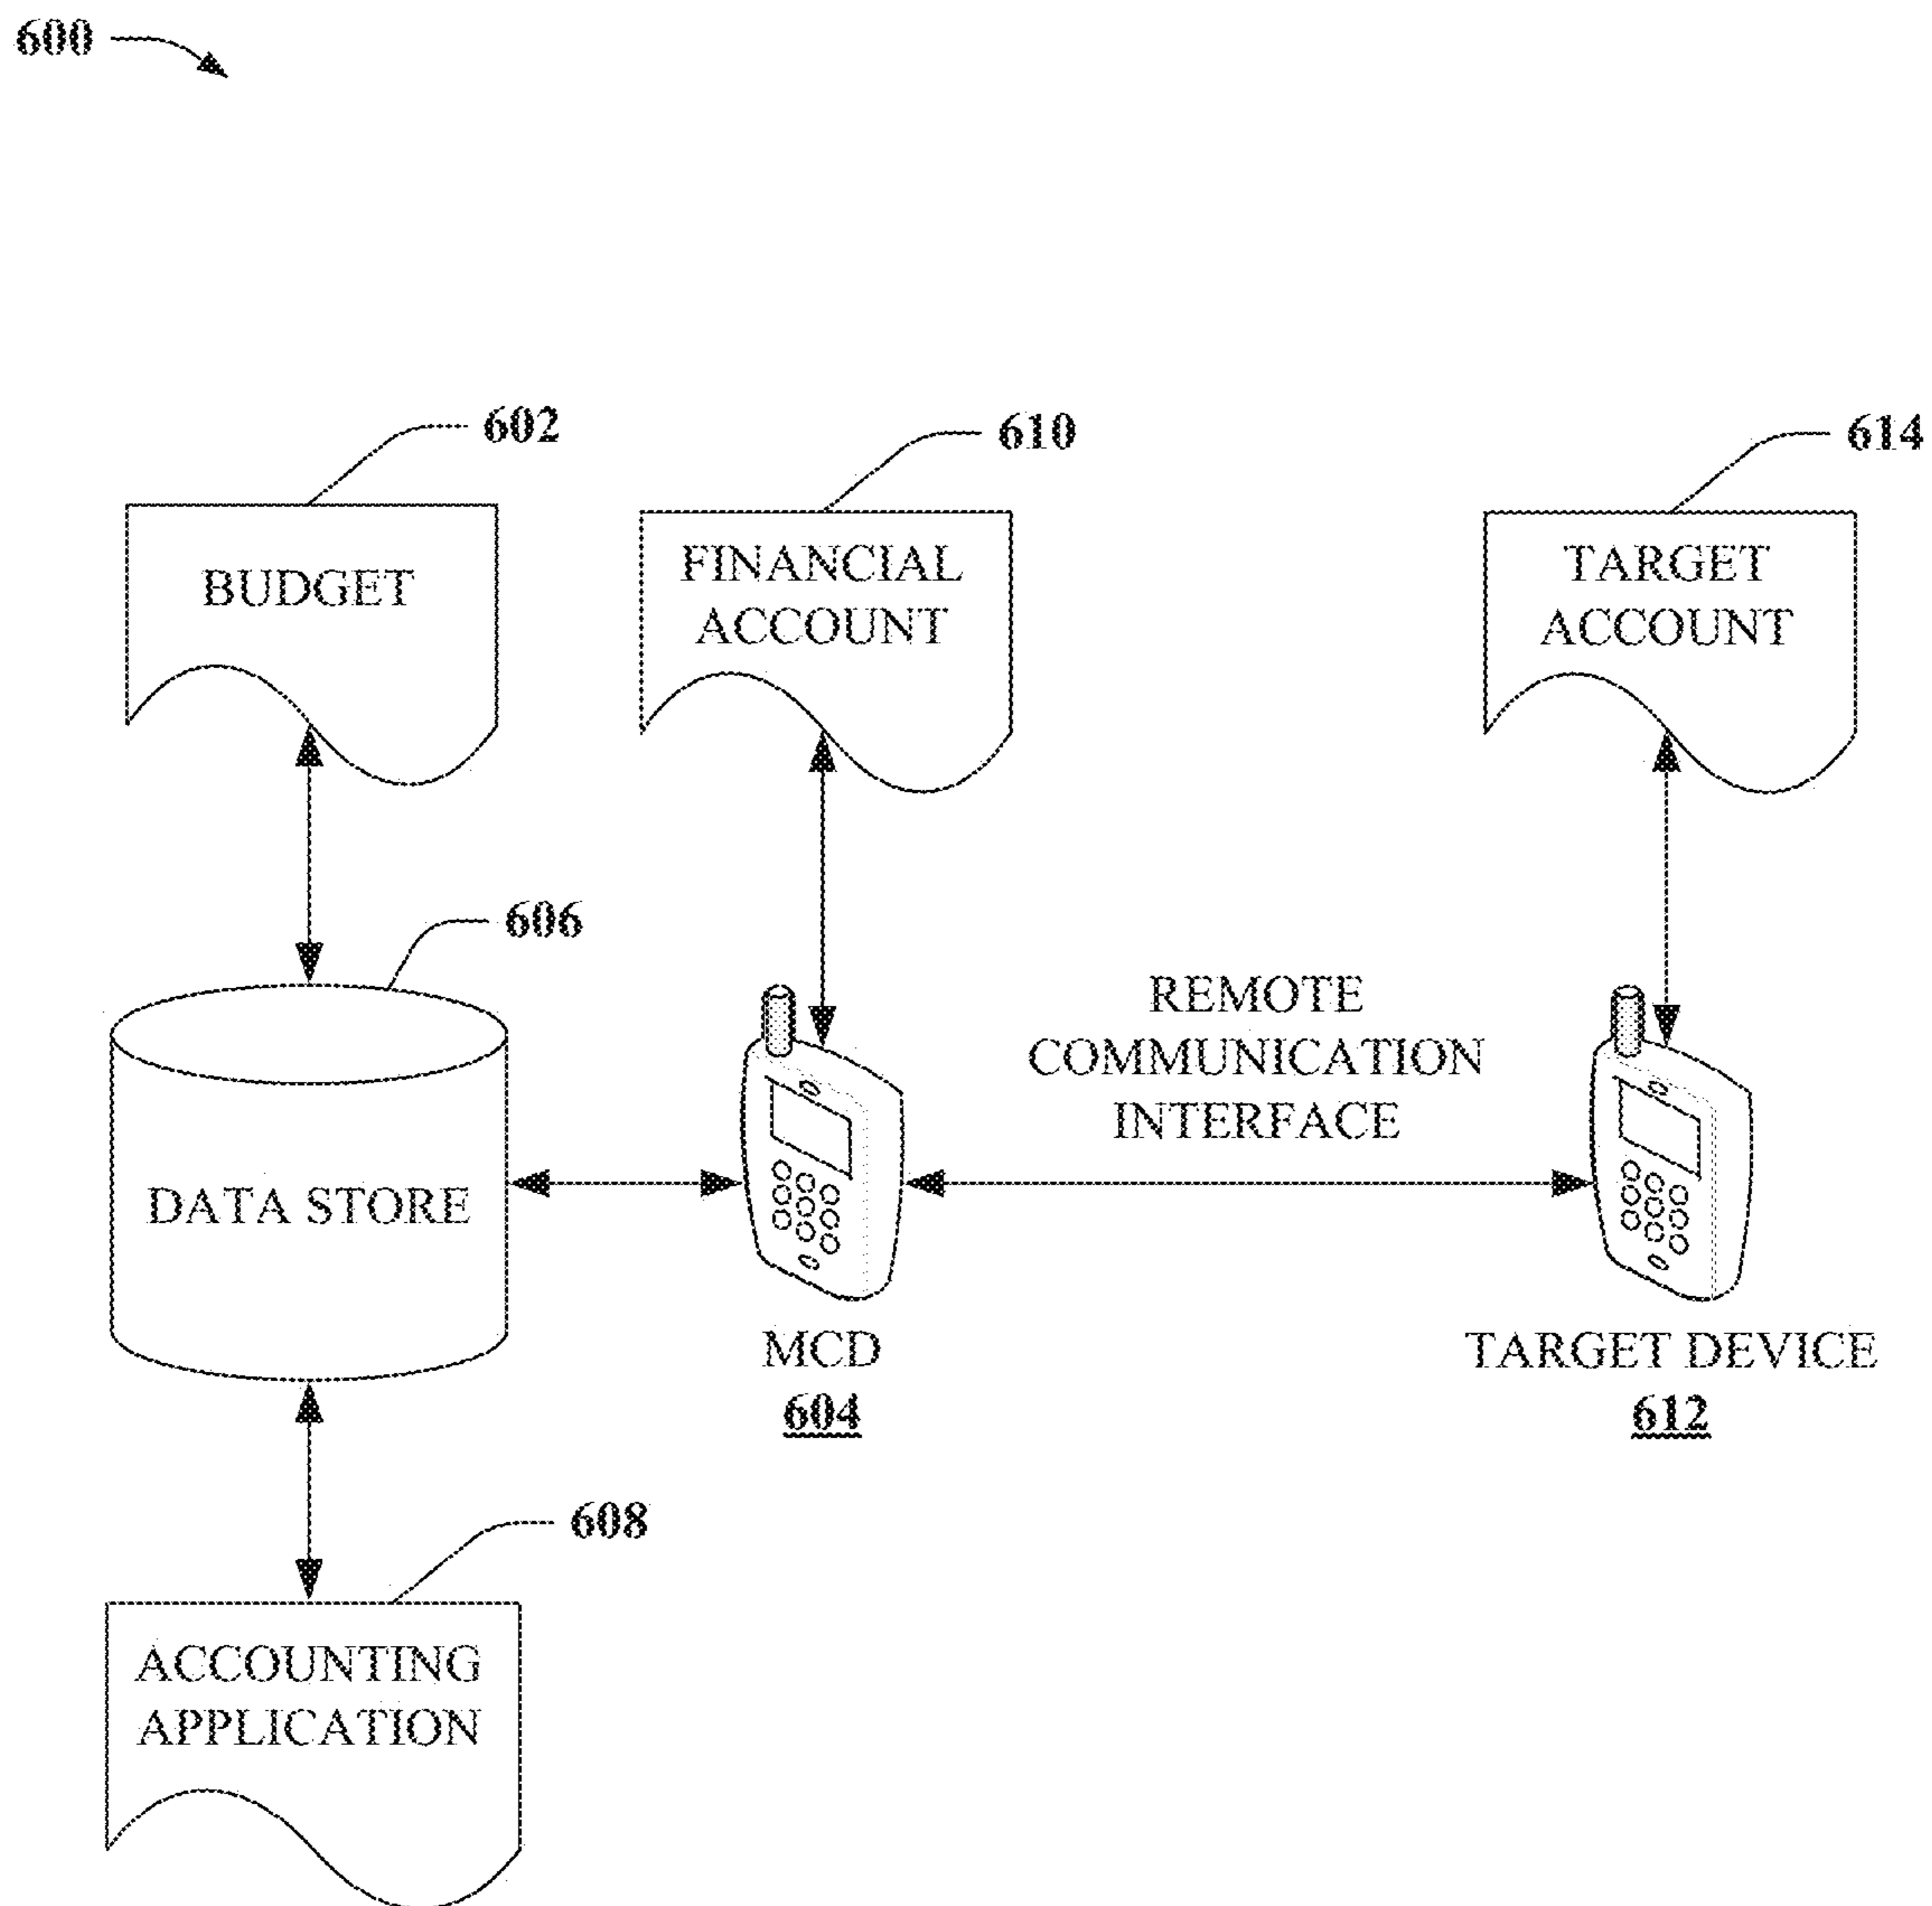 600
602
610
614
BUDGET
FINANCIAL
ACCOUNT
TARGET
ACCOUNT
606
DATA STORE
REMOTE
COMMUNICATION
INTERFACE
MCD
604
TARGET DEVICE
612
608
ACCOUNTING
APPLICATION